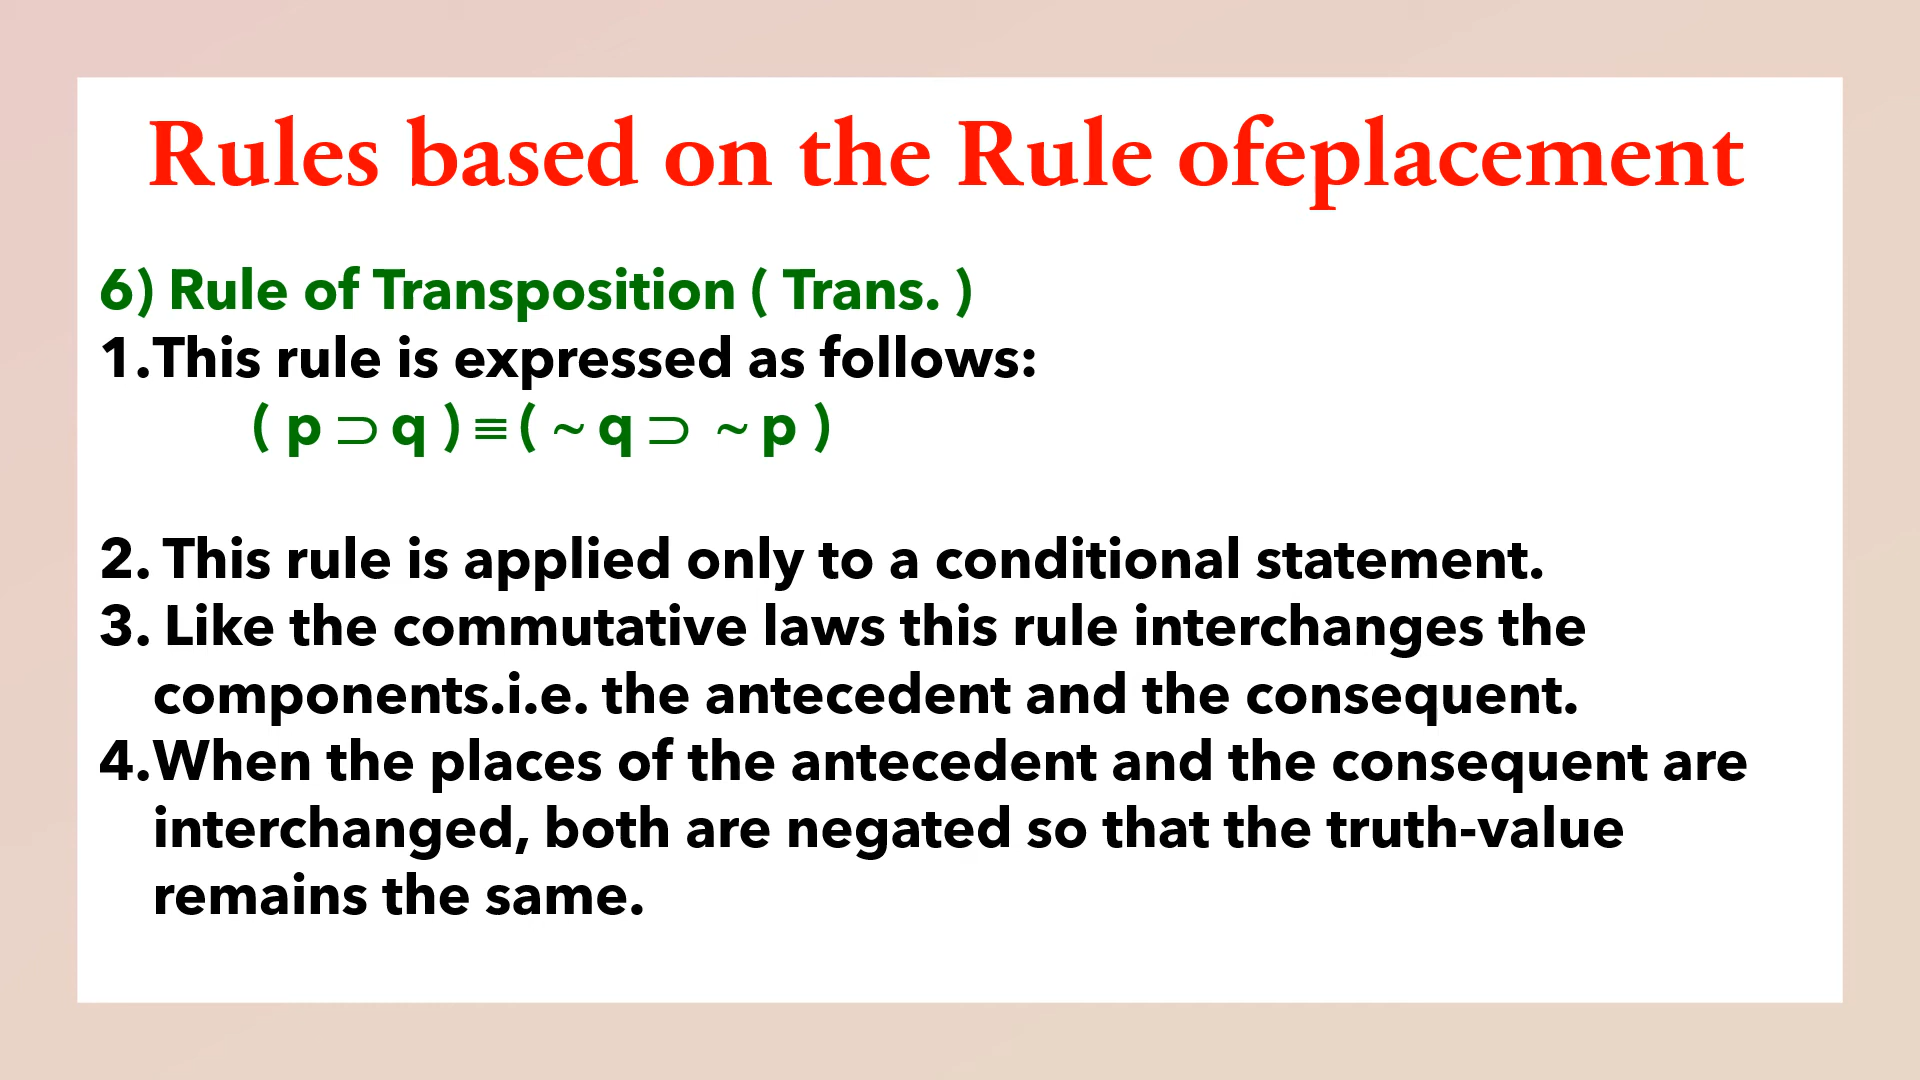 Rules based on the Rule ofeplacement
6) Rule of Transposition ( Trans. )
1.This rule is expressed as follows:
( p ⊃ q ) ≡ ( ~ q ⊃ ~ p )
2. This rule is applied only to a conditional statement.
3. Like the commutative laws this rule interchanges the
components.i.e. the antecedent and the consequent.
4.When the places of the antecedent and the consequent are
interchanged, both are negated so that the truth-value
remains the same.